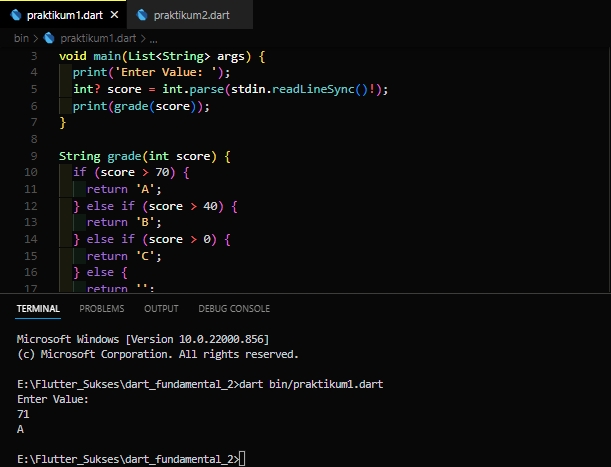 praktikum1.dart × praktikum2.dart
bin > praktikum1.dart > ...
3 void main(List<String> args) {
4 print('Enter Value: ');
5 int? score = int.parse(stdin.readLineSync()!);
6 print(grade(score));
7 }
8
9 String grade(int score) {
10 if (score > 70) {
11 return 'A';
12 } else if (score > 40) {
13 return 'B';
14 } else if (score > 0) {
15 return 'C';
16 } else {
17 return '';
TERMINAL PROBLEMS OUTPUT DEBUG CONSOLE
Microsoft Windows [Version 10.0.22000.856]
(c) Microsoft Corporation. All rights reserved.
E:\Flutter_Sukses\dart_fundamental_2>dart bin/praktikum1.dart
Enter Value:
71
A
E:\Flutter_Sukses\dart_fundamental_2>